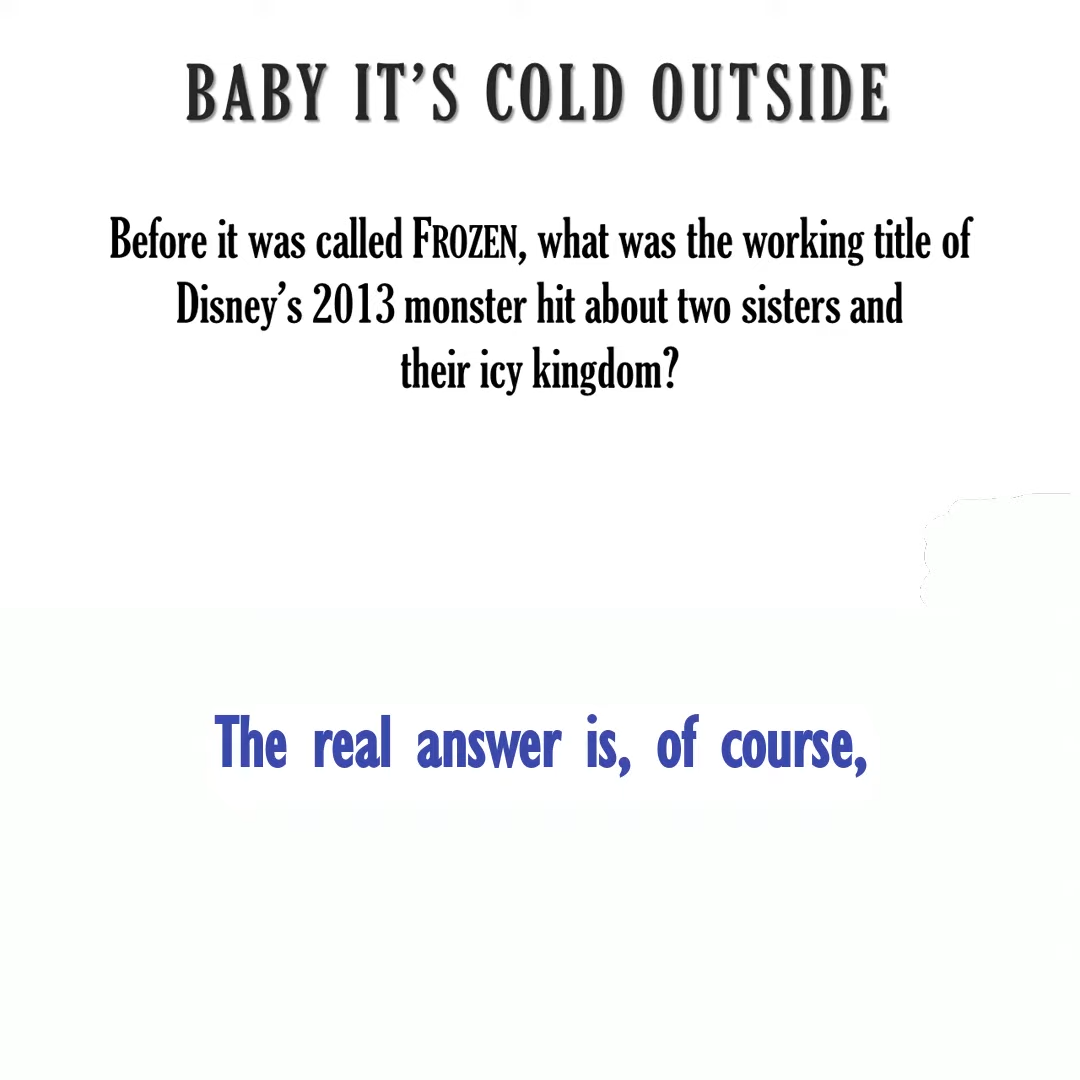 BABY IT’S COLD OUTSIDE
Before it was called FROZEN, what was the working title of
Disney’s 2013 monster hit about two sisters and
their icy kingdom?
The real answer is, of course,